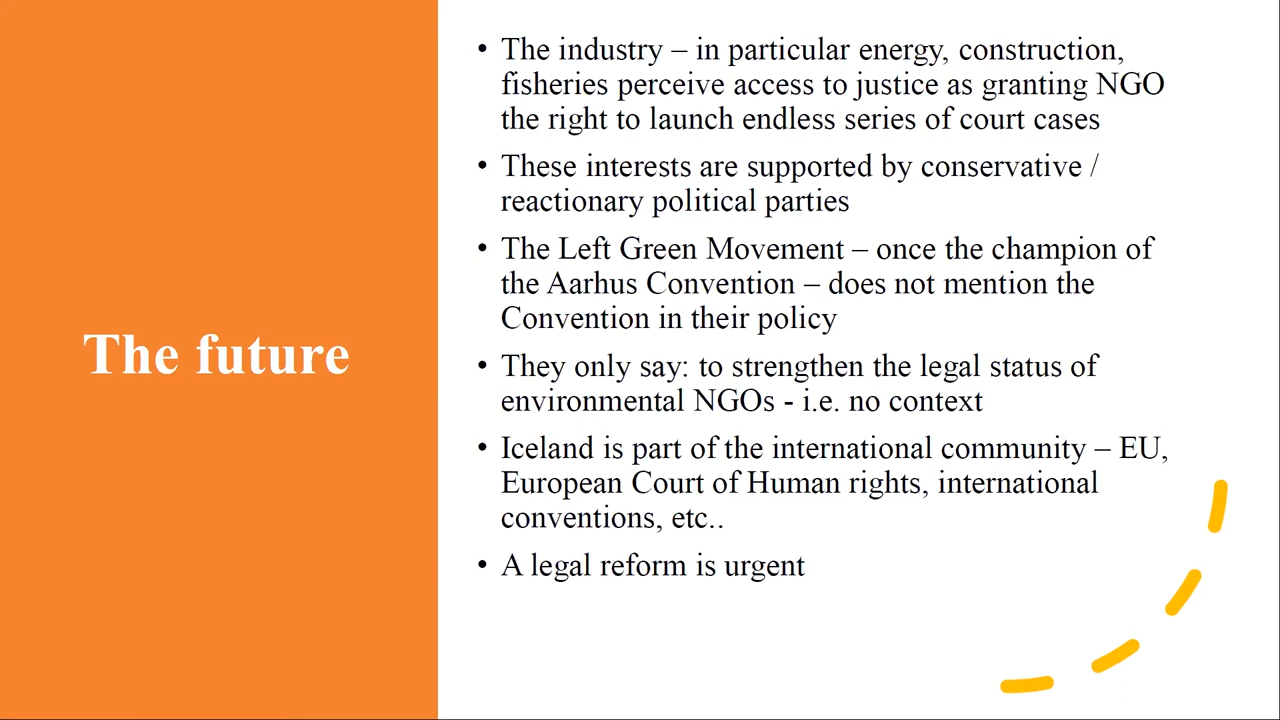 The future
• The industry – in particular energy, construction,
fisheries perceive access to justice as granting NGO
the right to launch endless series of court cases
• These interests are supported by conservative /
reactionary political parties
• The Left Green Movement – once the champion of
the Aarhus Convention – does not mention the
Convention in their policy
• They only say: to strengthen the legal status of
environmental NGOs - i.e. no context
• Iceland is part of the international community – EU,
European Court of Human rights, international
conventions, etc..
• A legal reform is urgent